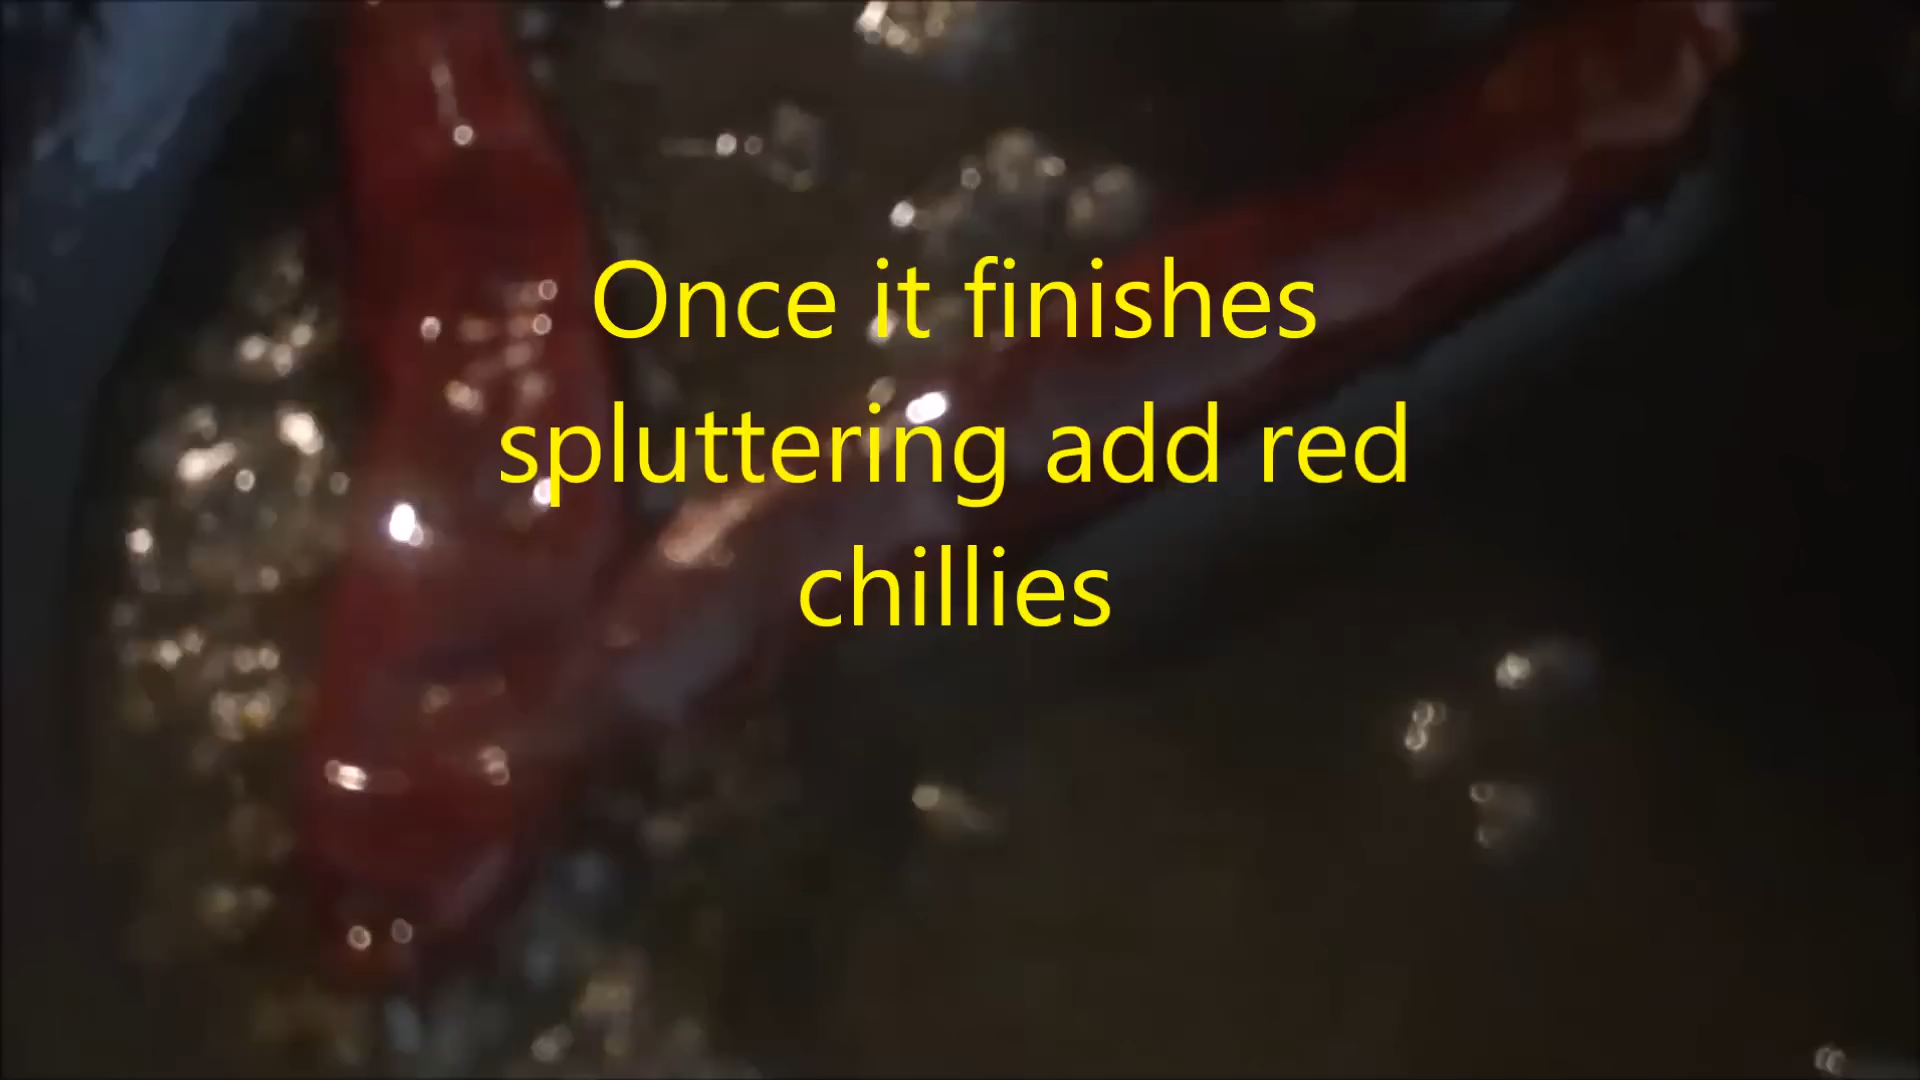 Once it finishes
spluttering add red
chillies